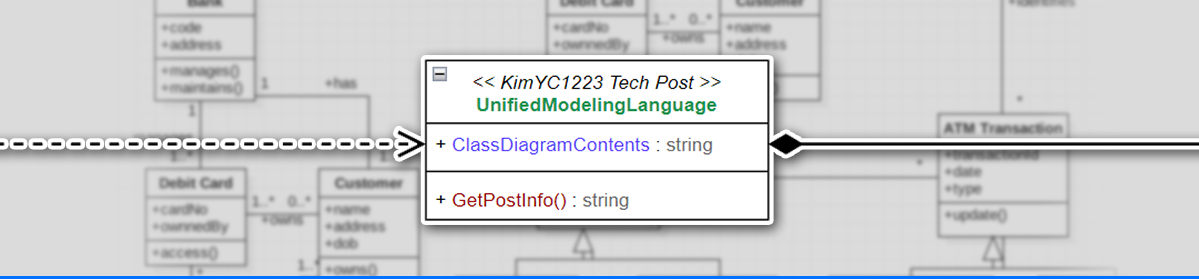 Bank
+code
+address
+manages()
+maintains()
1
+has
1
1..*
Debit Card
+cardNo
+ownnedBy
+access()
1..*
0..*
+owns
Customer
+name
+address
+dob
+owns()
1..
Debit Card
+cardNo
+ownnedBy
1..*
0..*
+owns
Customer
+name
+address
<< KimYC1223 Tech Post >>
UnifiedModelingLanguage
+ ClassDiagramContents : string
+ GetPostInfo() : string
+identifies
*
*
ATM Transaction
+transactionId
+date
+type
+update()